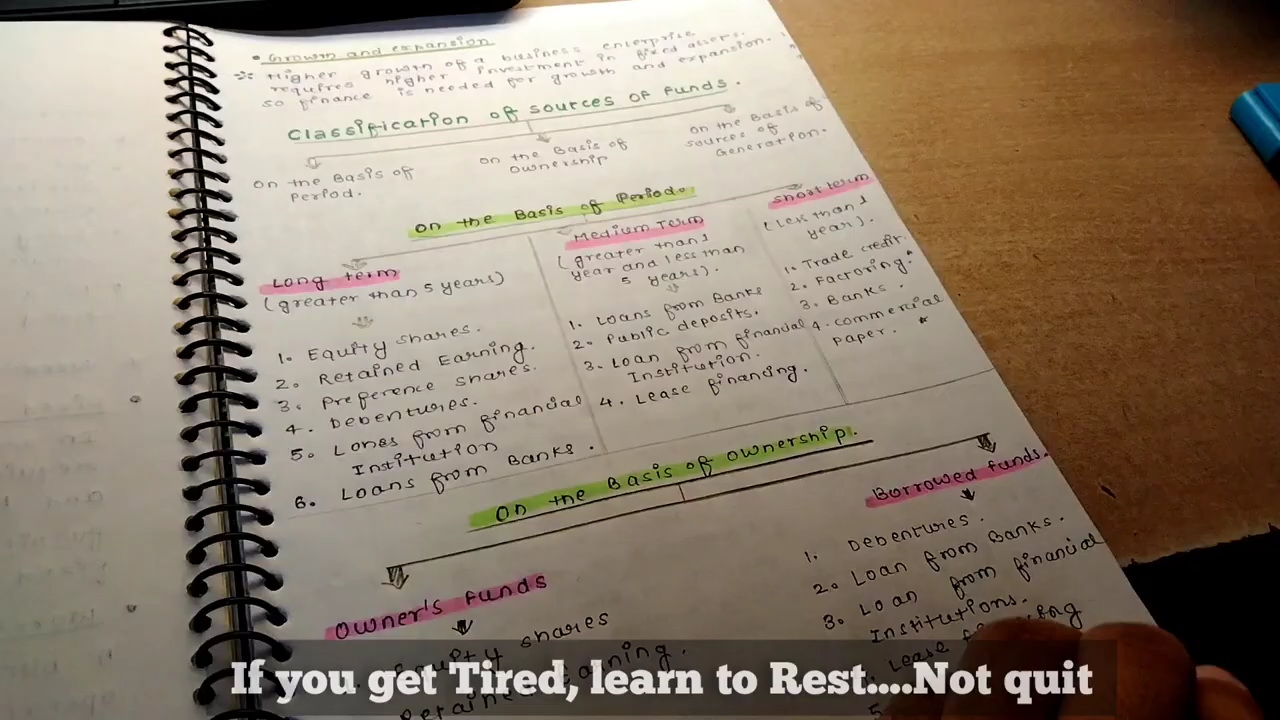 • Growth and expansion
Higher growth of a business enterprise
requires higher investment in fixed assets.
so finance is needed for growth and expansion.
Classification of sources of funds.
on the Basis of
Period.
on the Basis of
ownership
on the Basis of
sources of
Generation.
on the Basis of Period.
Long term
(greater than 5 years)
1. Equity shares.
2. Retained Earning.
3. Preference shares.
4. Debentures.
5. Lones from financial
Institution
6. Loans from Banks.
Medium Term
(greater than 1
year and less than
5 years).
1. Loans from Banks
2. Public deposits.
3. Loan from financial
Institution.
4. Lease financing.
short term
(less than 1
year).
1. Trade credit.
2. Factoring.
3. Banks.
4. commercial
paper.
on the Basis of ownership.
Owner's funds
Equity shares
Retained Earning.
Borrowed funds.
1. Debentures.
2. Loan from Banks.
3. Loan from financial
Institutions.
Lease
5
If you get Tired, learn to Rest....Not quit